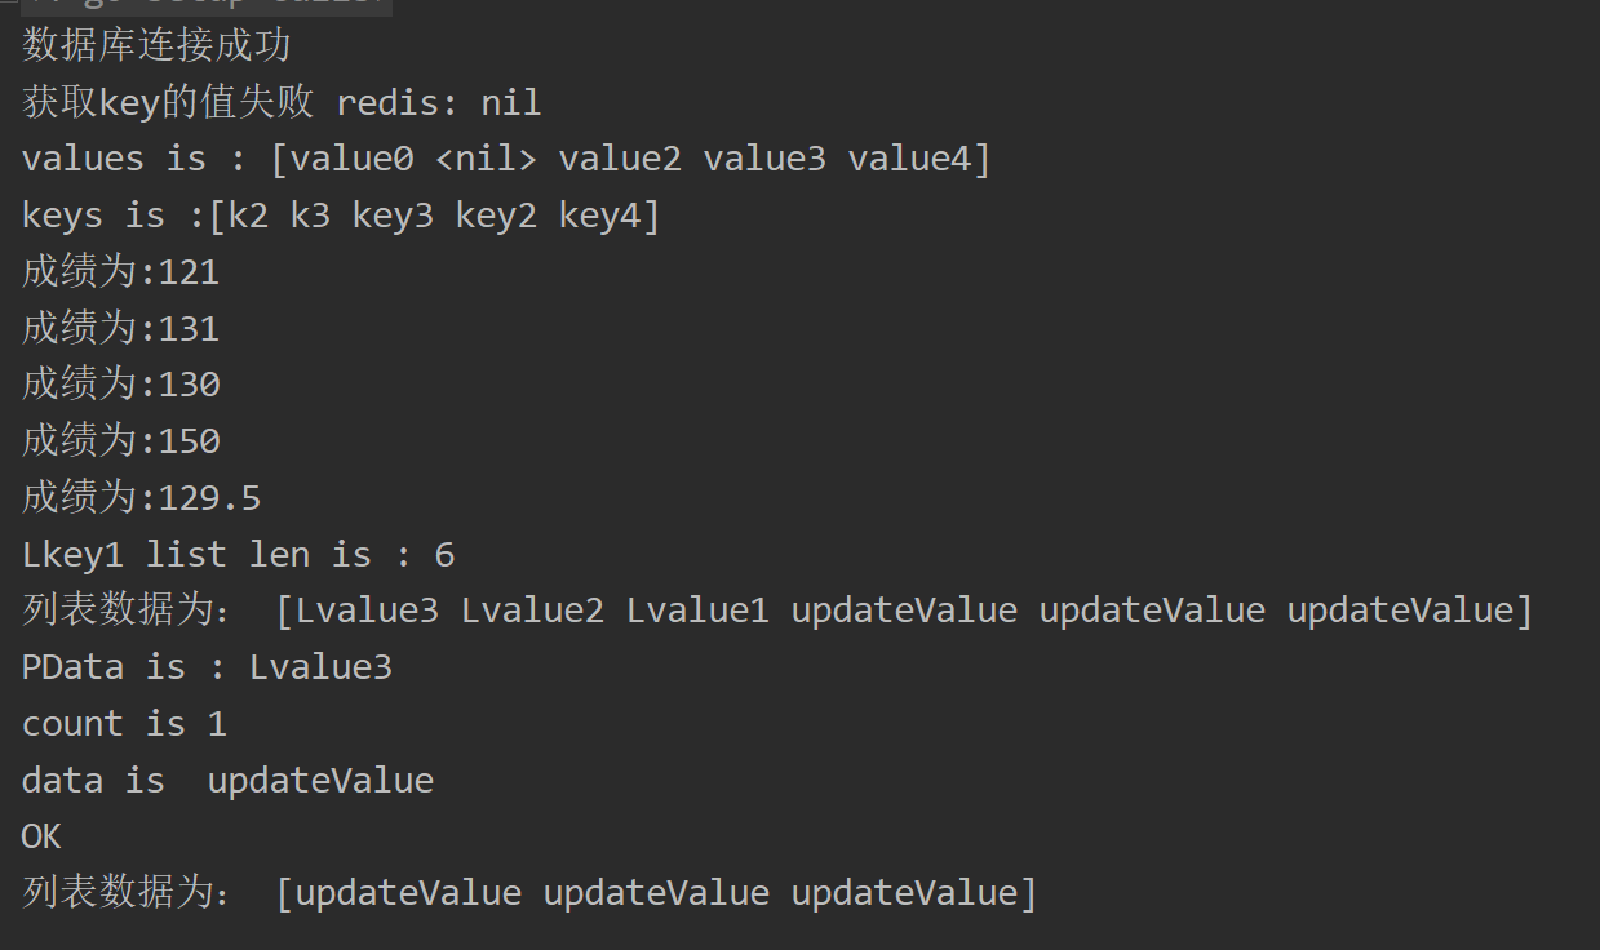 数据库连接成功
获取key的值失败 redis: nil
values is : [value0 <nil> value2 value3 value4]
keys is :[k2 k3 key3 key2 key4]
成绩为:121
成绩为:131
成绩为:130
成绩为:150
成绩为:129.5
Lkey1 list len is : 6
列表数据为： [Lvalue3 Lvalue2 Lvalue1 updateValue updateValue updateValue]
PData is : Lvalue3
count is 1
data is  updateValue
OK
列表数据为： [updateValue updateValue updateValue]